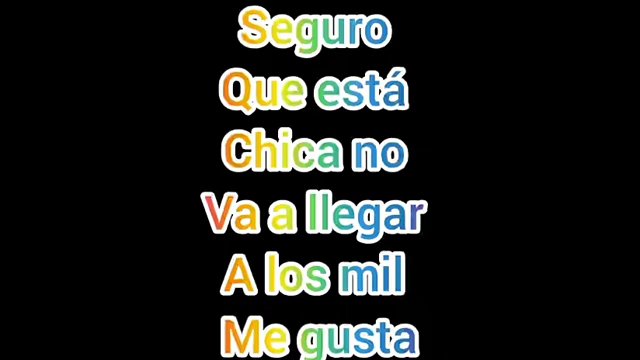 Seguro
Que está
Chica no
Va a llegar
A los mil
Me gusta